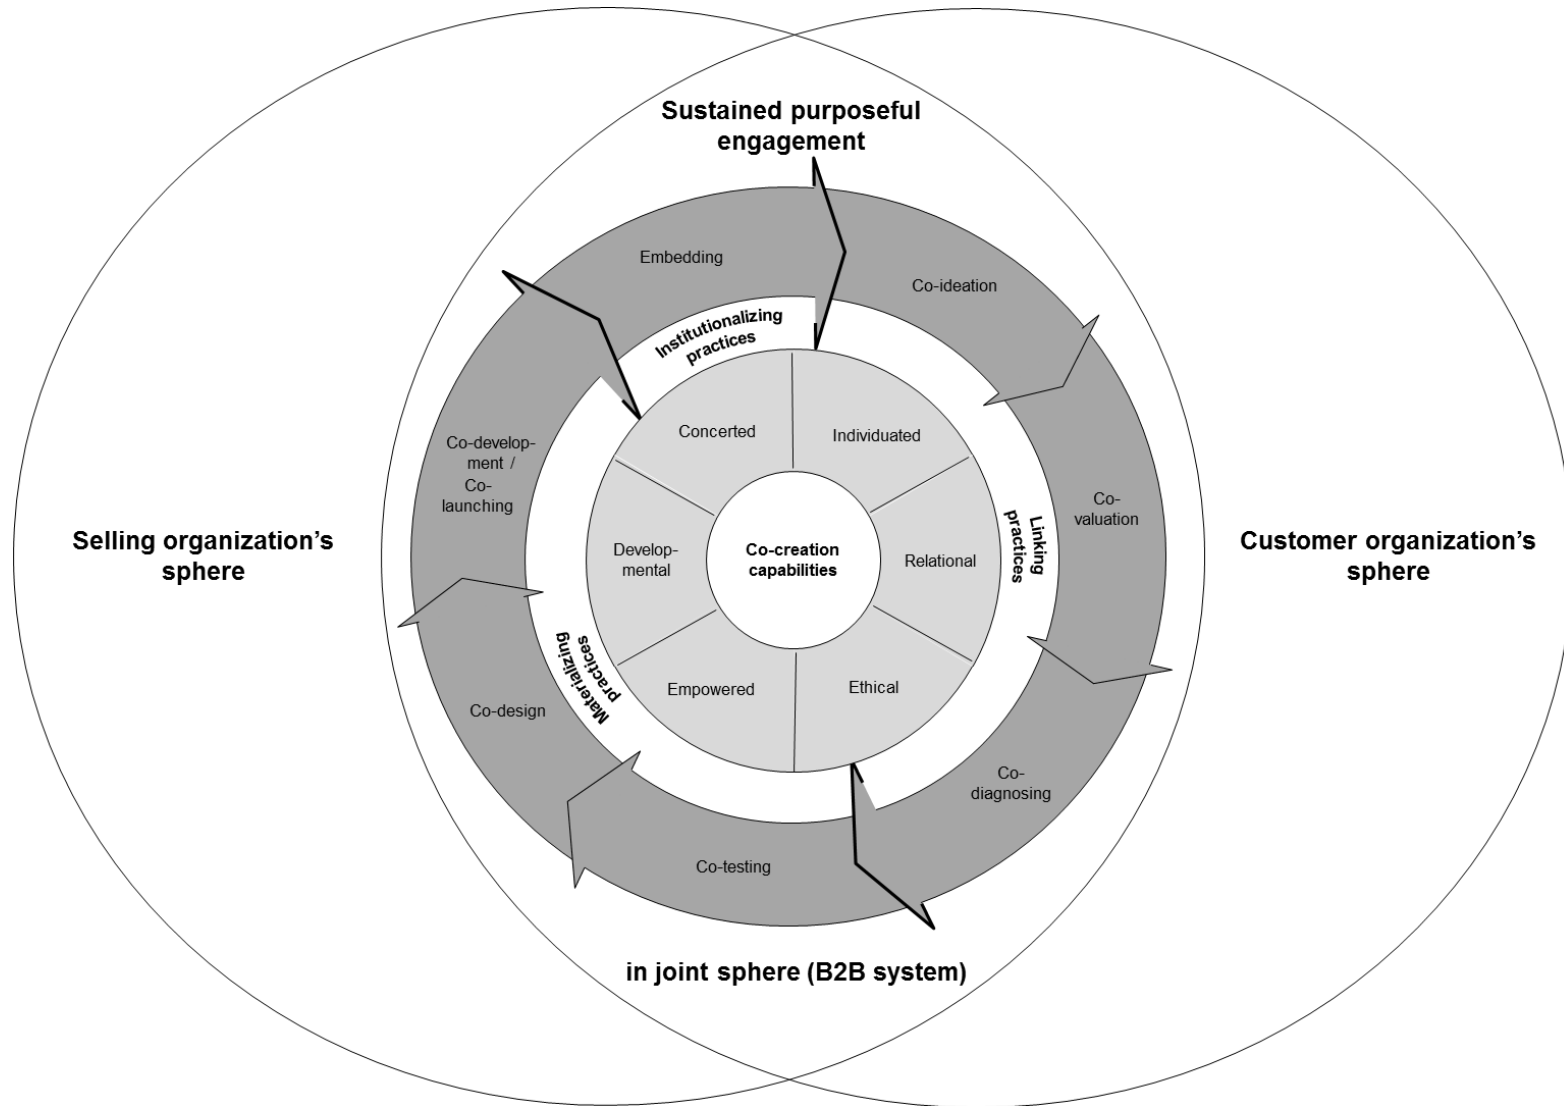 Sustained purposeful
engagement
Embedding
Co-ideation
Institutionalizing
practices
Co-develop-
ment /
Co-
launching
Concerted
Individuated
Selling organization's
sphere
Develop-
mental
Co-creation
capabilities
Relational
Linking
practices
Co-
valuation
Customer organization's
sphere
Materializing
practices
Co-design
Empowered
Ethical
Co-
diagnosing
Co-testing
in joint sphere (B2B system)